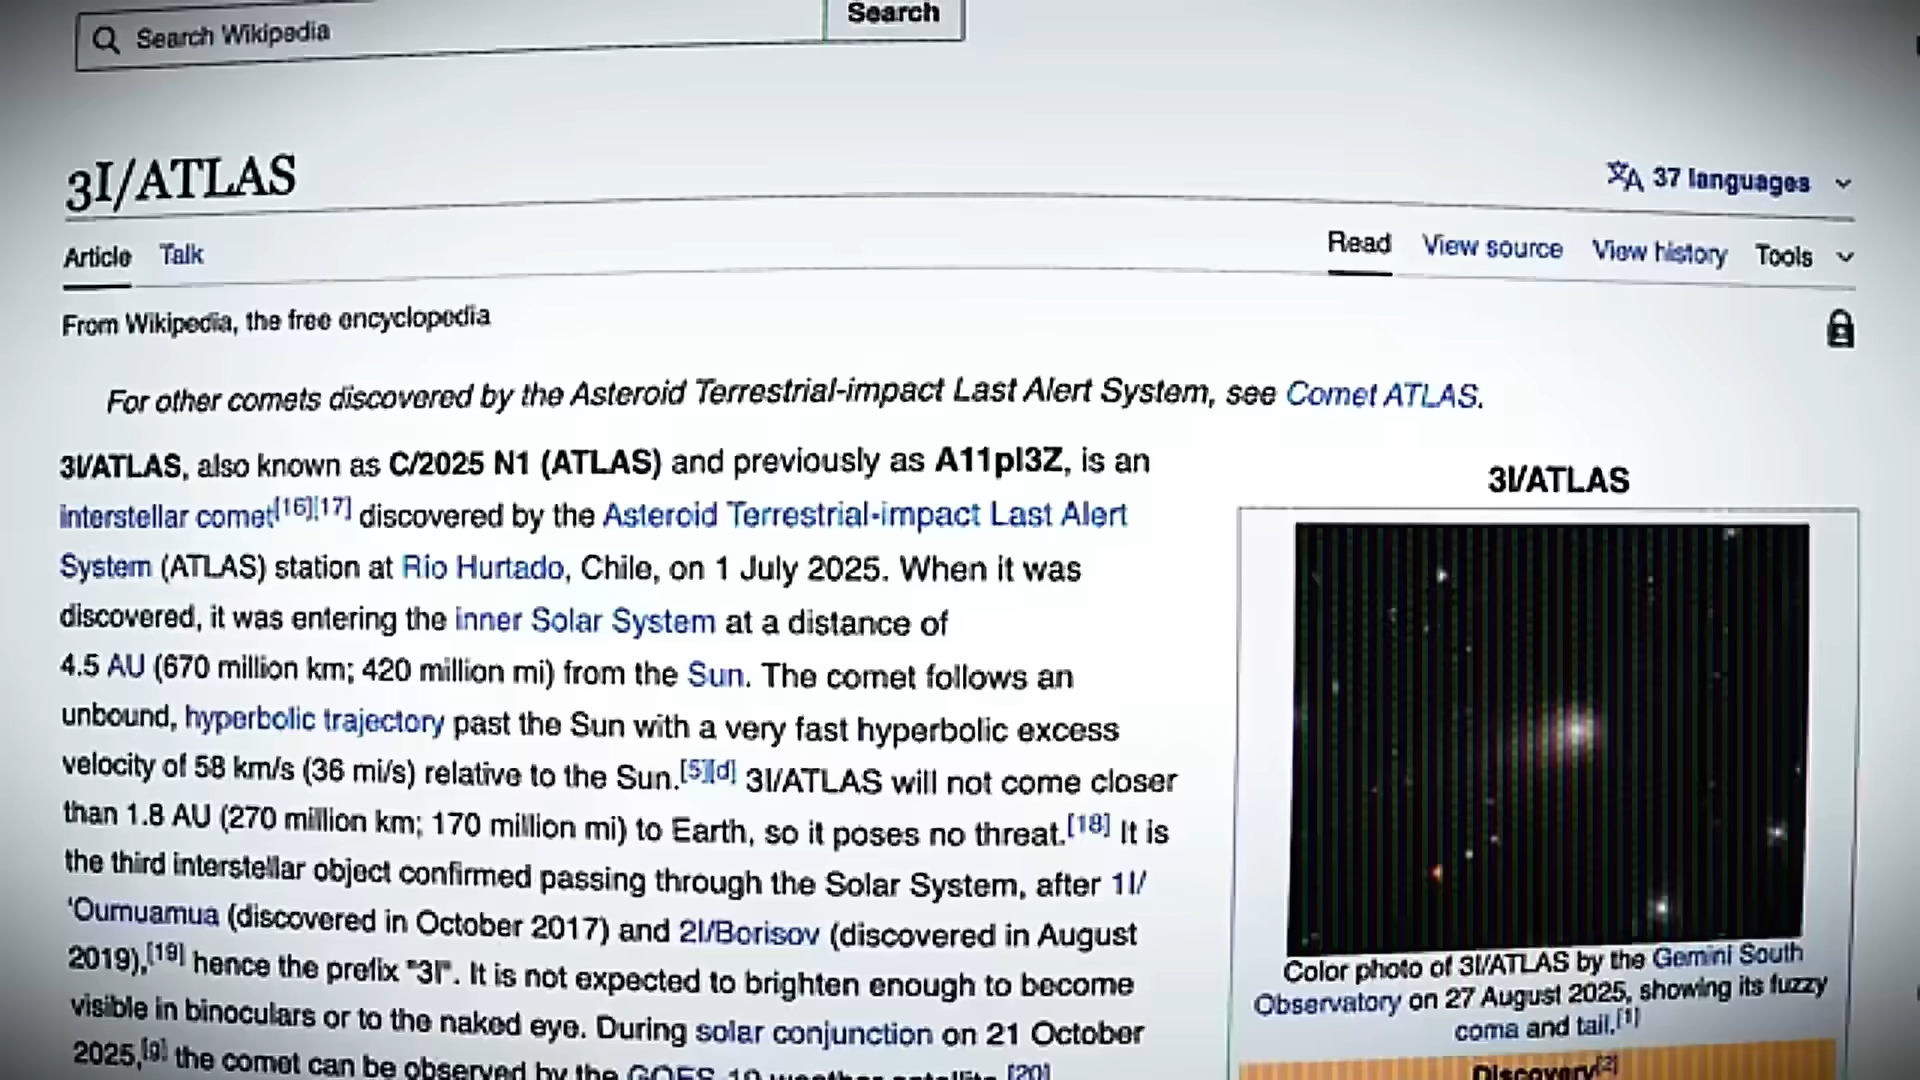 Search Wikipedia
Search
3I/ATLAS
37 languages
Article Talk
Read View source View history Tools
From Wikipedia, the free encyclopedia
For other comets discovered by the Asteroid Terrestrial-impact Last Alert System, see Comet ATLAS.
3I/ATLAS, also known as C/2025 N1 (ATLAS) and previously as A11pl3Z, is an
interstellar comet[16][17] discovered by the Asteroid Terrestrial-impact Last Alert
System (ATLAS) station at Río Hurtado, Chile, on 1 July 2025. When it was
discovered, it was entering the inner Solar System at a distance of
4.5 AU (670 million km; 420 million mi) from the Sun. The comet follows an
unbound, hyperbolic trajectory past the Sun with a very fast hyperbolic excess
velocity of 58 km/s (36 mi/s) relative to the Sun.[5][d] 3I/ATLAS will not come closer
than 1.8 AU (270 million km; 170 million mi) to Earth, so it poses no threat.[18] It is
the third interstellar object confirmed passing through the Solar System, after 1I/
ʻOumuamua (discovered in October 2017) and 2I/Borisov (discovered in August
2019),[19] hence the prefix "3I". It is not expected to brighten enough to become
visible in binoculars or to the naked eye. During solar conjunction on 21 October
2025,[9] the comet can be observed by the GOES-19 weather satellite.[20]
3I/ATLAS
Color photo of 3I/ATLAS by the Gemini South
Observatory on 27 August 2025, showing its fuzzy
coma and tail.[1]
Discovery[2]